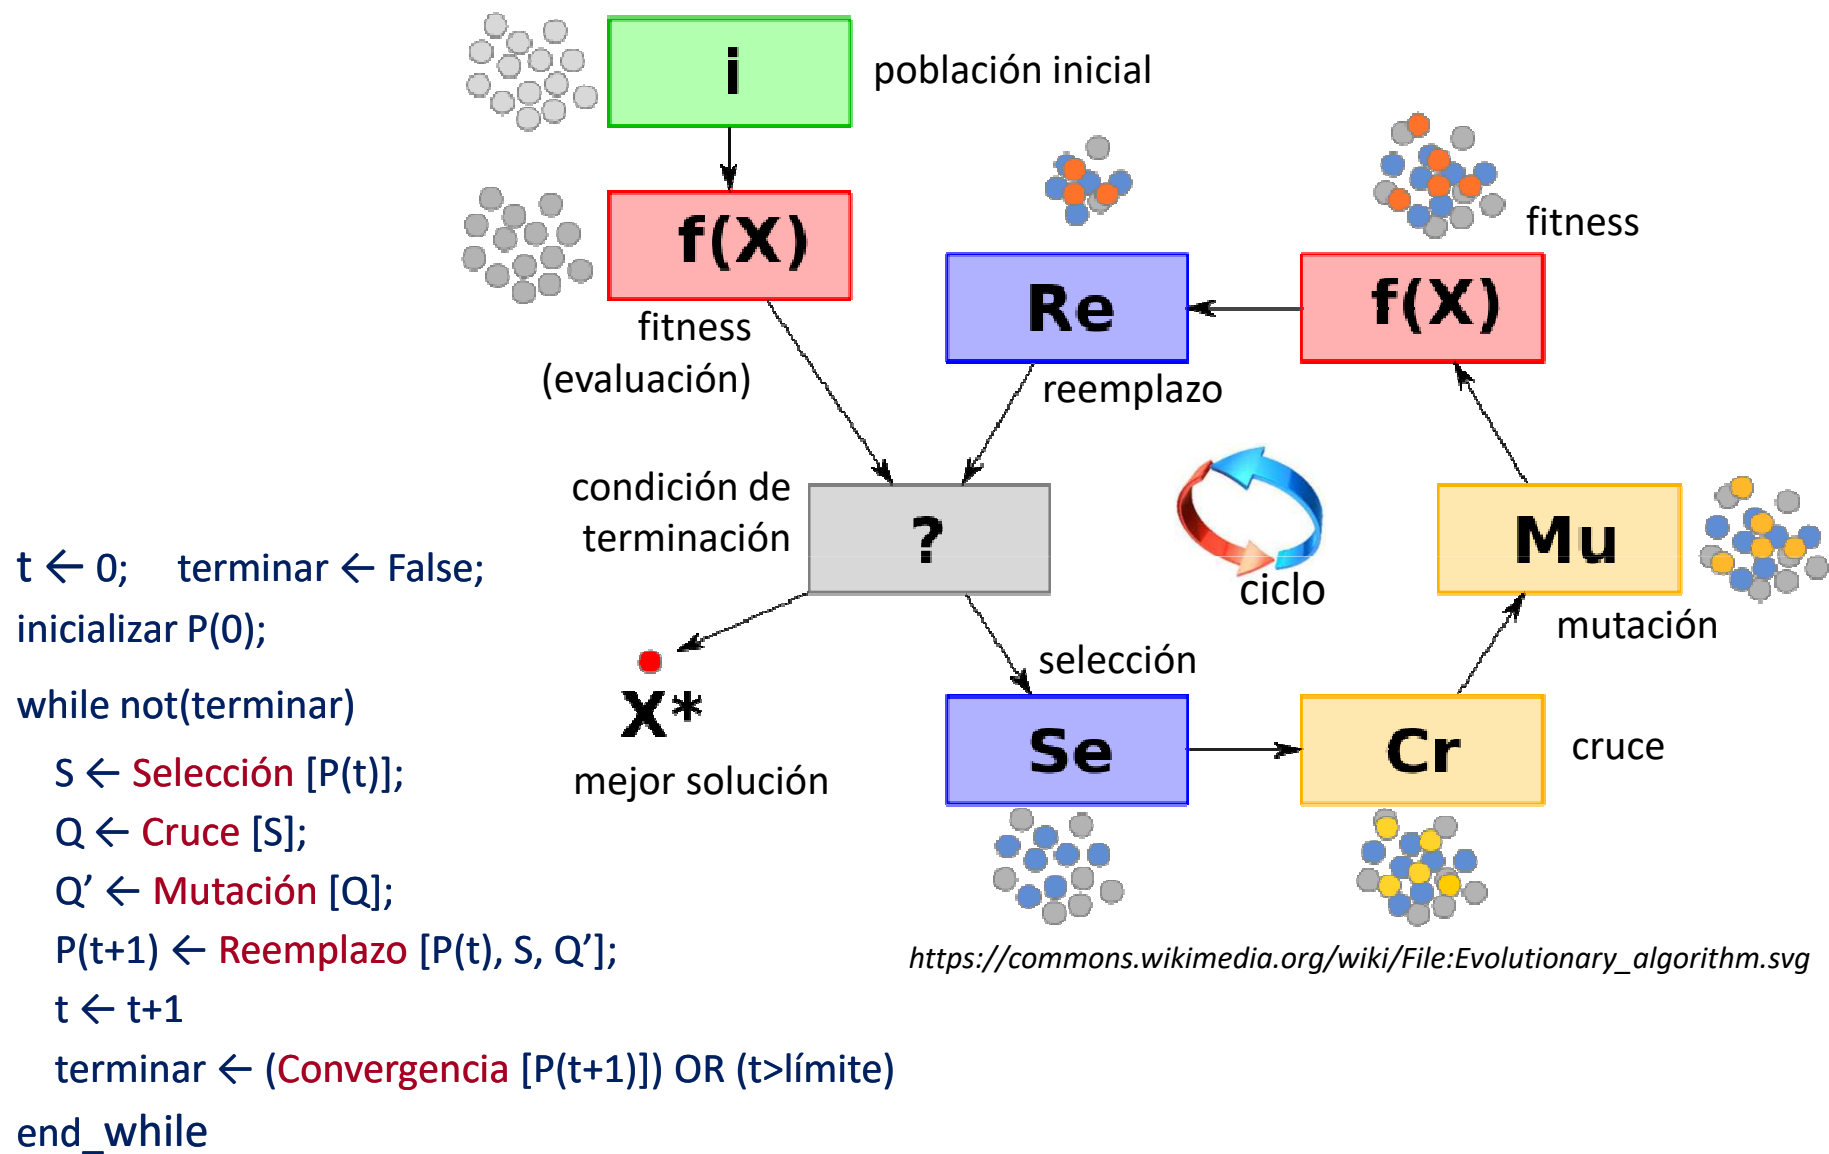 i
población inicial
f(X)
fitness
(evaluación)
Re
reemplazo
f(X)
fitness
condición de
terminación
?
ciclo
Mu
mutación
X*
mejor solución
selección
Se
Cr
cruce
https://commons.wikimedia.org/wiki/File:Evolutionary_algorithm.svg
t ← 0; terminar ← False;
inicializar P(0);
while not(terminar)
S ← Selección [P(t)];
Q ← Cruce [S];
Q’ ← Mutación [Q];
P(t+1) ← Reemplazo [P(t), S, Q’];
t ← t+1
terminar ← (Convergencia [P(t+1)]) OR (t>límite)
end_while